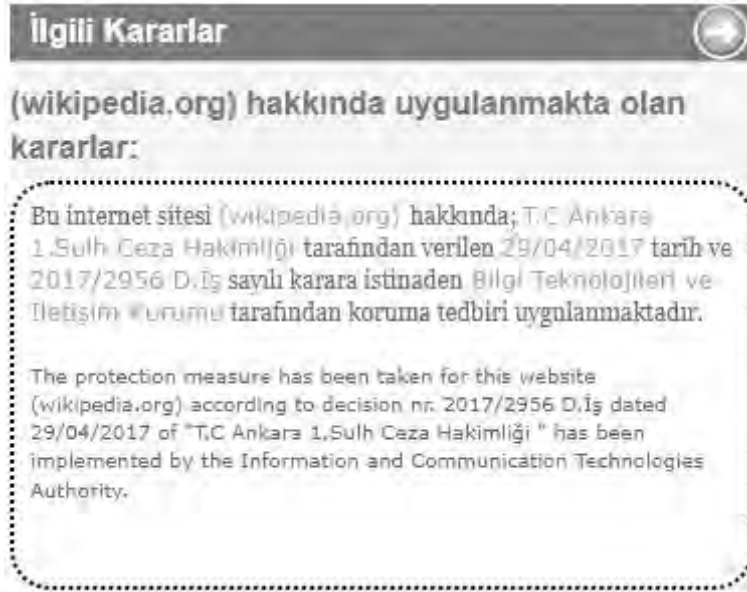 İlgili Kararlar
(wikipedia.org) hakkında uygulanmakta olan
kararlar:
Bu internet sitesi (wikipedia.org) hakkında; T.C Ankara
1.Sulh Ceza Hakimliği tarafından verilen 29/04/2017 tarih ve
2017/2956 D.İş sayılı karara istinaden Bilgi Teknolojileri ve
İletişim Kurumu tarafından koruma tedbiri uygulanmaktadır.
The protection measure has been taken for this website
(wikipedia.org) according to decision nr. 2017/2956 D.İş dated
29/04/2017 of "T.C Ankara 1.Sulh Ceza Hakimliği " has been
implemented by the Information and Communication Technologies
Authority.